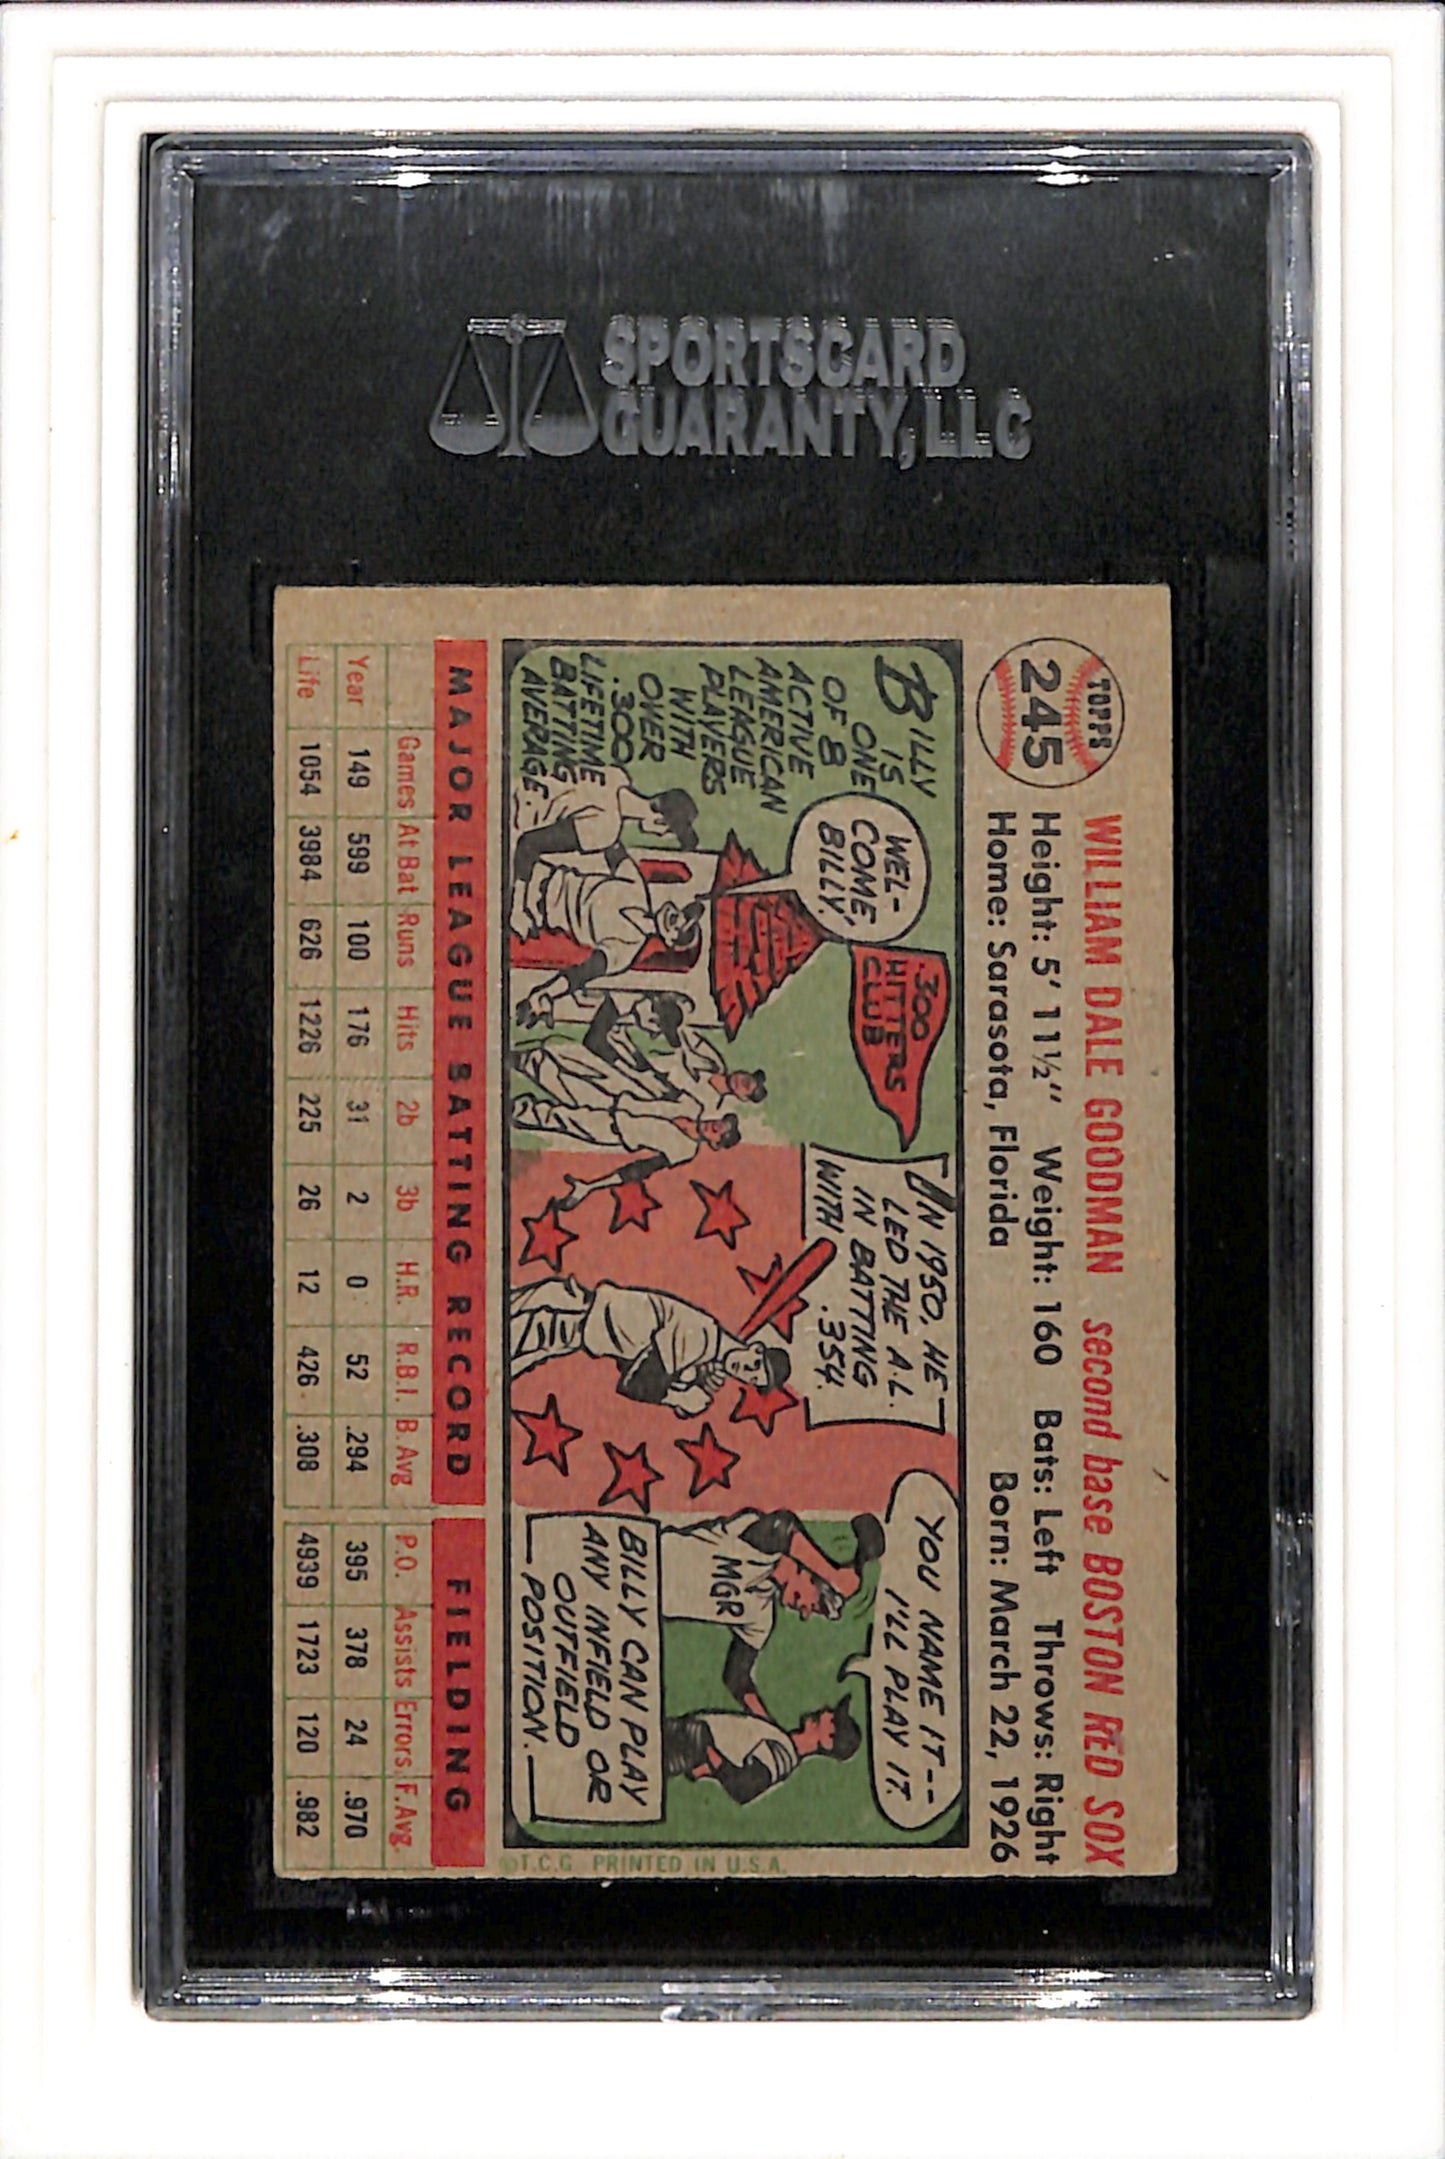 SPORTSCARD
GUARANTY, LLC
TOPPS
245
WILLIAM DALE GOODMAN second base BOSTON RED SOX
Height: 5' 11½" Weight: 160 Bats: Left Throws: Right
Home: Sarasota, Florida Born: March 22, 1926
BILLY
IS
ONE
OF 8
ACTIVE
AMERICAN
LEAGUE
PLAYERS
WITH
OVER
.300
LIFETIME
BATTING
AVERAGE.
WEL-
COME,
BILLY.
.300
HITTERS
CLUB
IN 1950, HE
LED THE A.L.
IN BATTING
WITH .354.
YOU NAME IT--
I'LL PLAY IT.
MGR
BILLY CAN PLAY
ANY INFIELD OR
OUTFIELD
POSITION.
©T.C.G. PRINTED IN U.S.A.
MAJOR LEAGUE BATTING RECORD FIELDING
Games At Bat Runs Hits 2b 3b H.R. R.B.I. B.Avg P.O. Assists Errors F.Avg.
Year 149 599 100 176 31 2 0 52 .294 395 378 24 .970
Life 1054 3984 626 1226 225 26 12 426 .308 4939 1723 120 .982